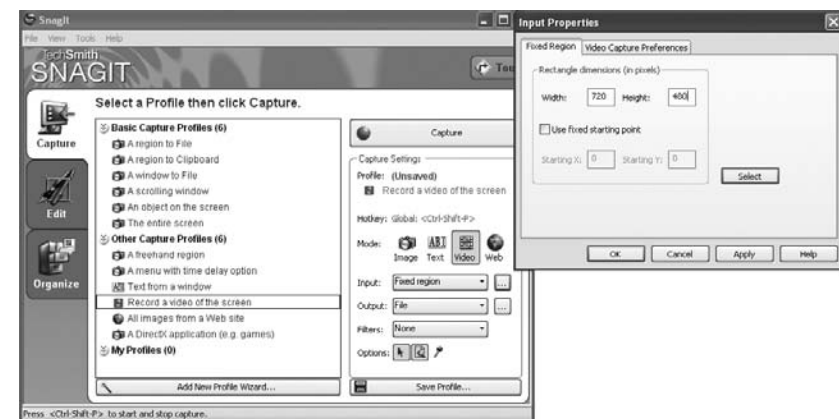 SnagIt
File View Tools Help
TechSmith
SNAGIT
Tou
Select a Profile then click Capture.
Capture
Edit
Organize
Basic Capture Profiles (6)
A region to File
A region to Clipboard
A window to File
A scrolling window
An object on the screen
The entire screen
Other Capture Profiles (6)
A freehand region
A menu with time delay option
Text from a window
Record a video of the screen
All images from a Web site
A DirectX application (e.g. games)
My Profiles (0)
Add New Profile Wizard...
Capture
Capture Settings
Profile: (Unsaved)
Record a video of the screen
Hotkey: Global: <Ctrl-Shift-P>
Mode:
Image Text Video Web
Input: Fixed region ...
Output: File ...
Filters: None
Options:
Save Profile...
Press <Ctrl-Shift-P> to start and stop capture.
Input Properties
Fixed Region Video Capture Preferences
Rectangle dimensions (in pixels)
Width: 720 Height: 480
Use fixed starting point
Starting X: 0 Starting Y: 0
Select
OK Cancel Apply Help